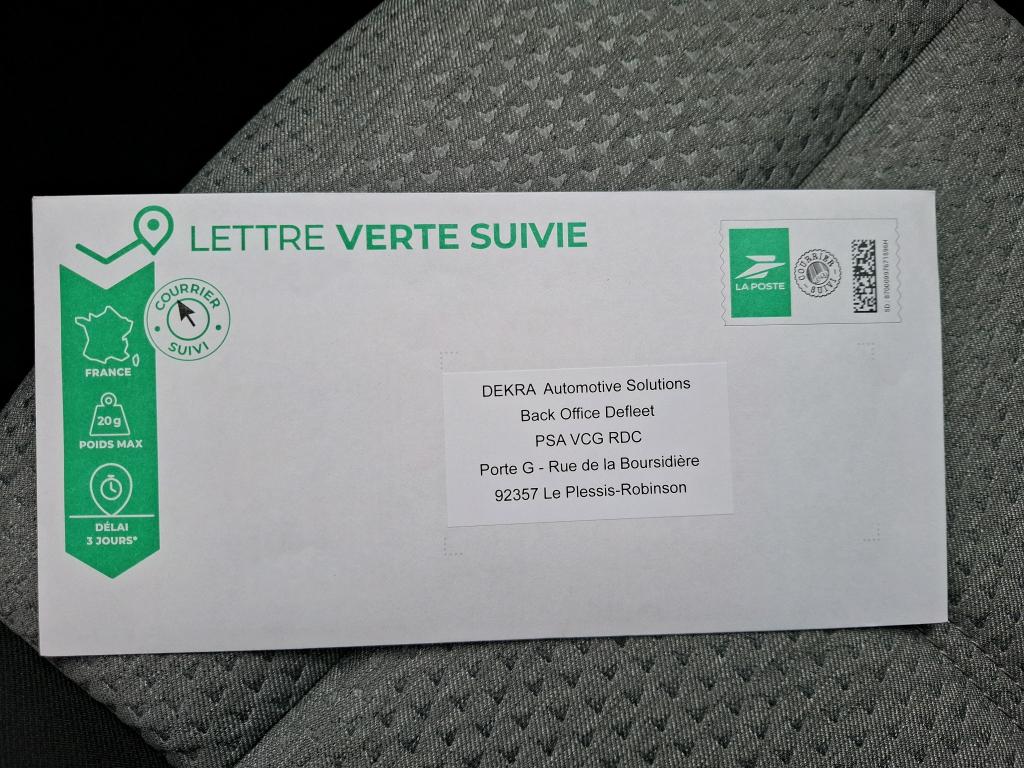 LETTRE VERTE SUIVIE
COURRIER
SUIVI
FRANCE
20g
POIDS MAX
DÉLAI
3 JOURS*
LA POSTE
COURRIER
SUIVI
DEKRA Automotive Solutions
Back Office Defleet
PSA VCG RDC
Porte G - Rue de la Boursidière
92357 Le Plessis-Robinson